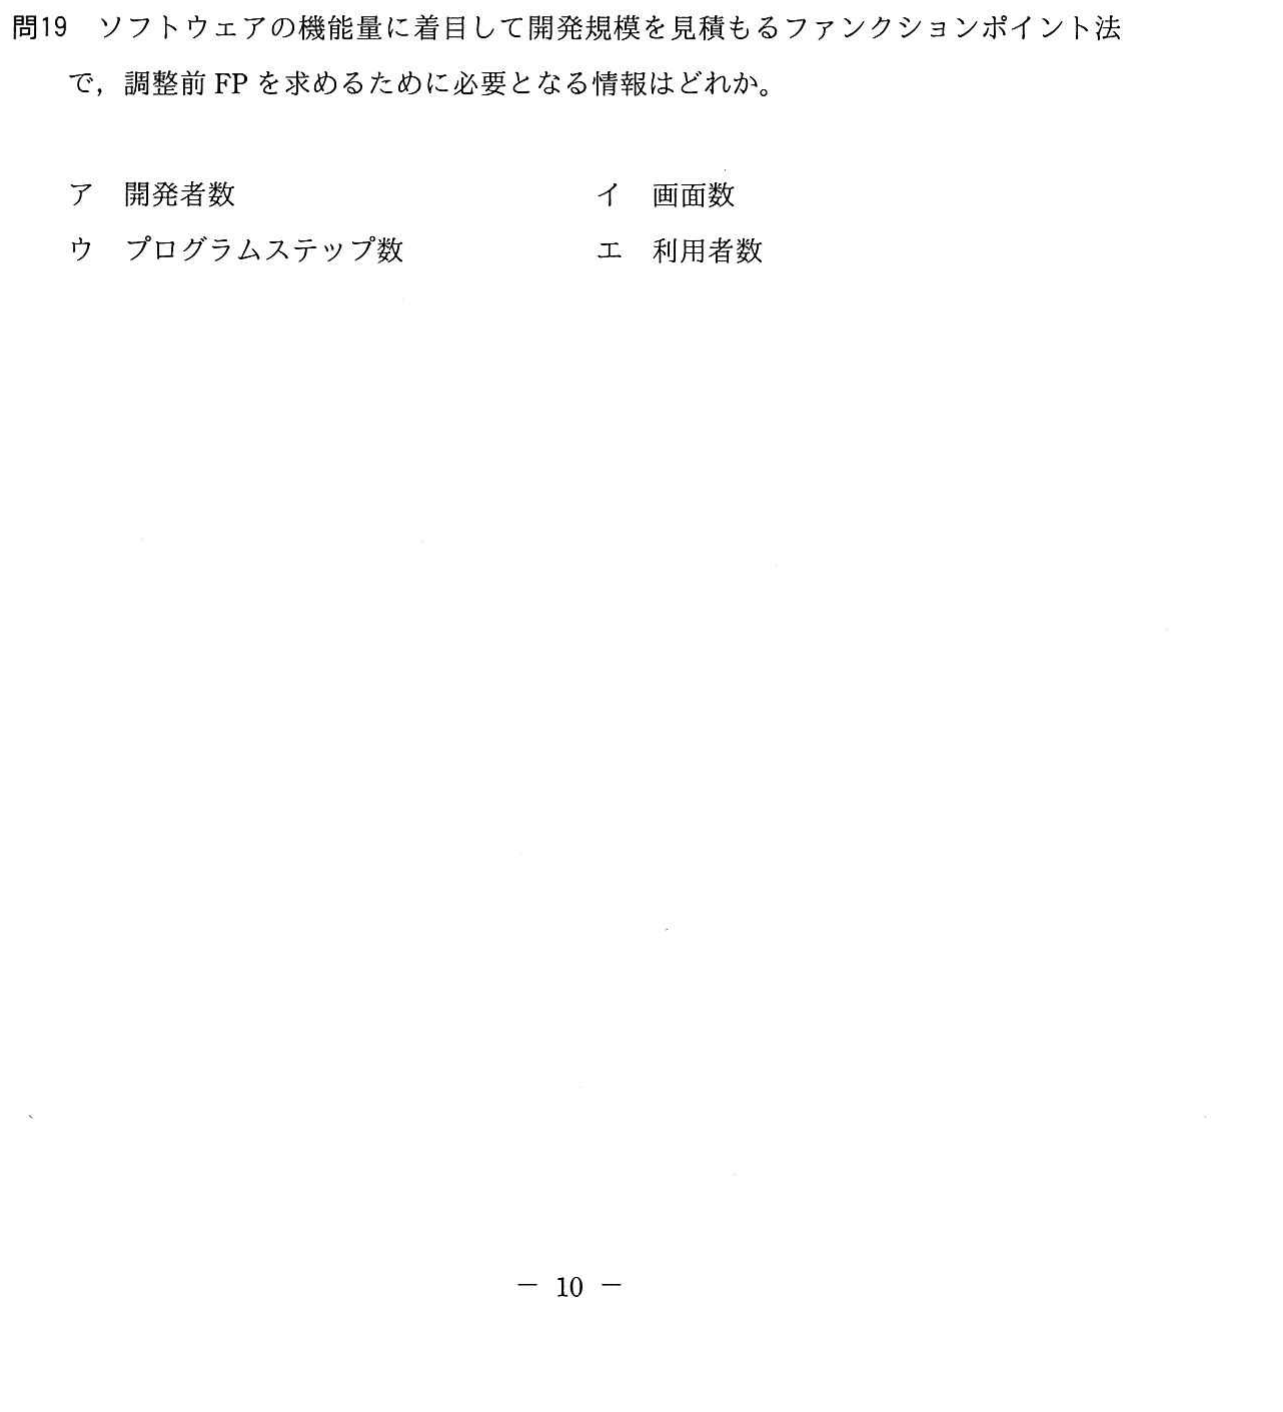 問19 ソフトウェアの機能量に着目して開発規模を見積もるファンクションポイント法
で，調整前 FP を求めるために必要となる情報はどれか。
ア 開発者数 イ 画面数
ウ プログラムステップ数 エ 利用者数
－ 10 －